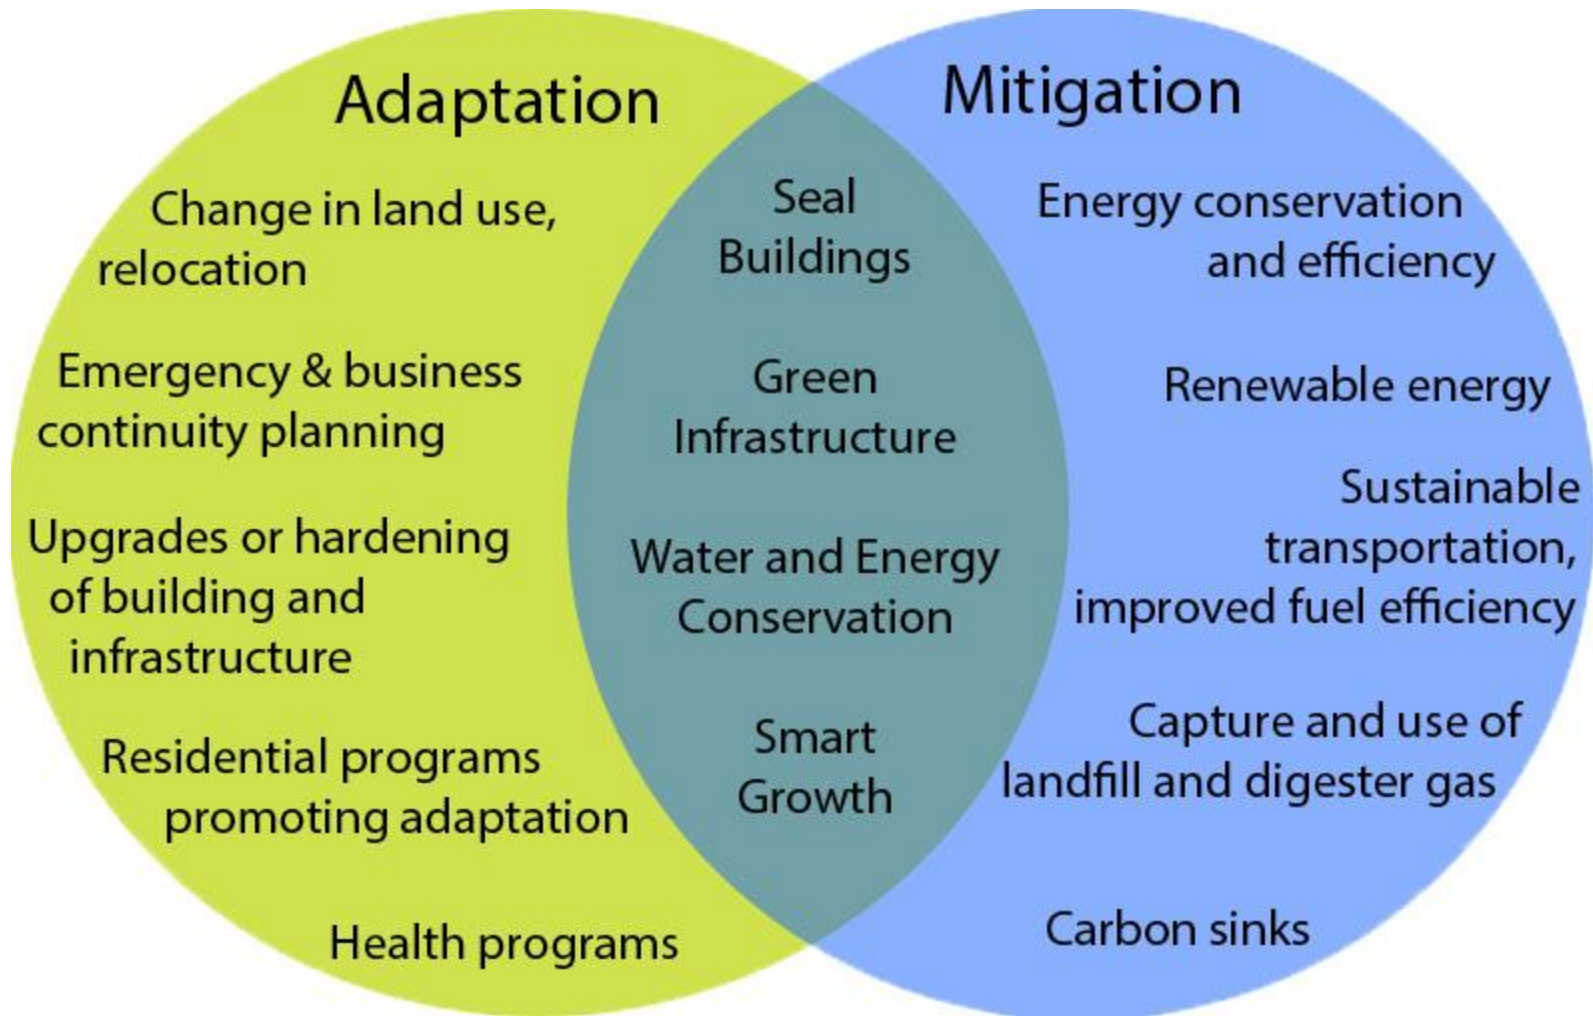 Adaptation
Change in land use,
relocation
Emergency & business
continuity planning
Upgrades or hardening
of building and
infrastructure
Residential programs
promoting adaptation
Health programs
Seal
Buildings
Green
Infrastructure
Water and Energy
Conservation
Smart
Growth
Mitigation
Energy conservation
and efficiency
Renewable energy
Sustainable
transportation,
improved fuel efficiency
Capture and use of
landfill and digester gas
Carbon sinks